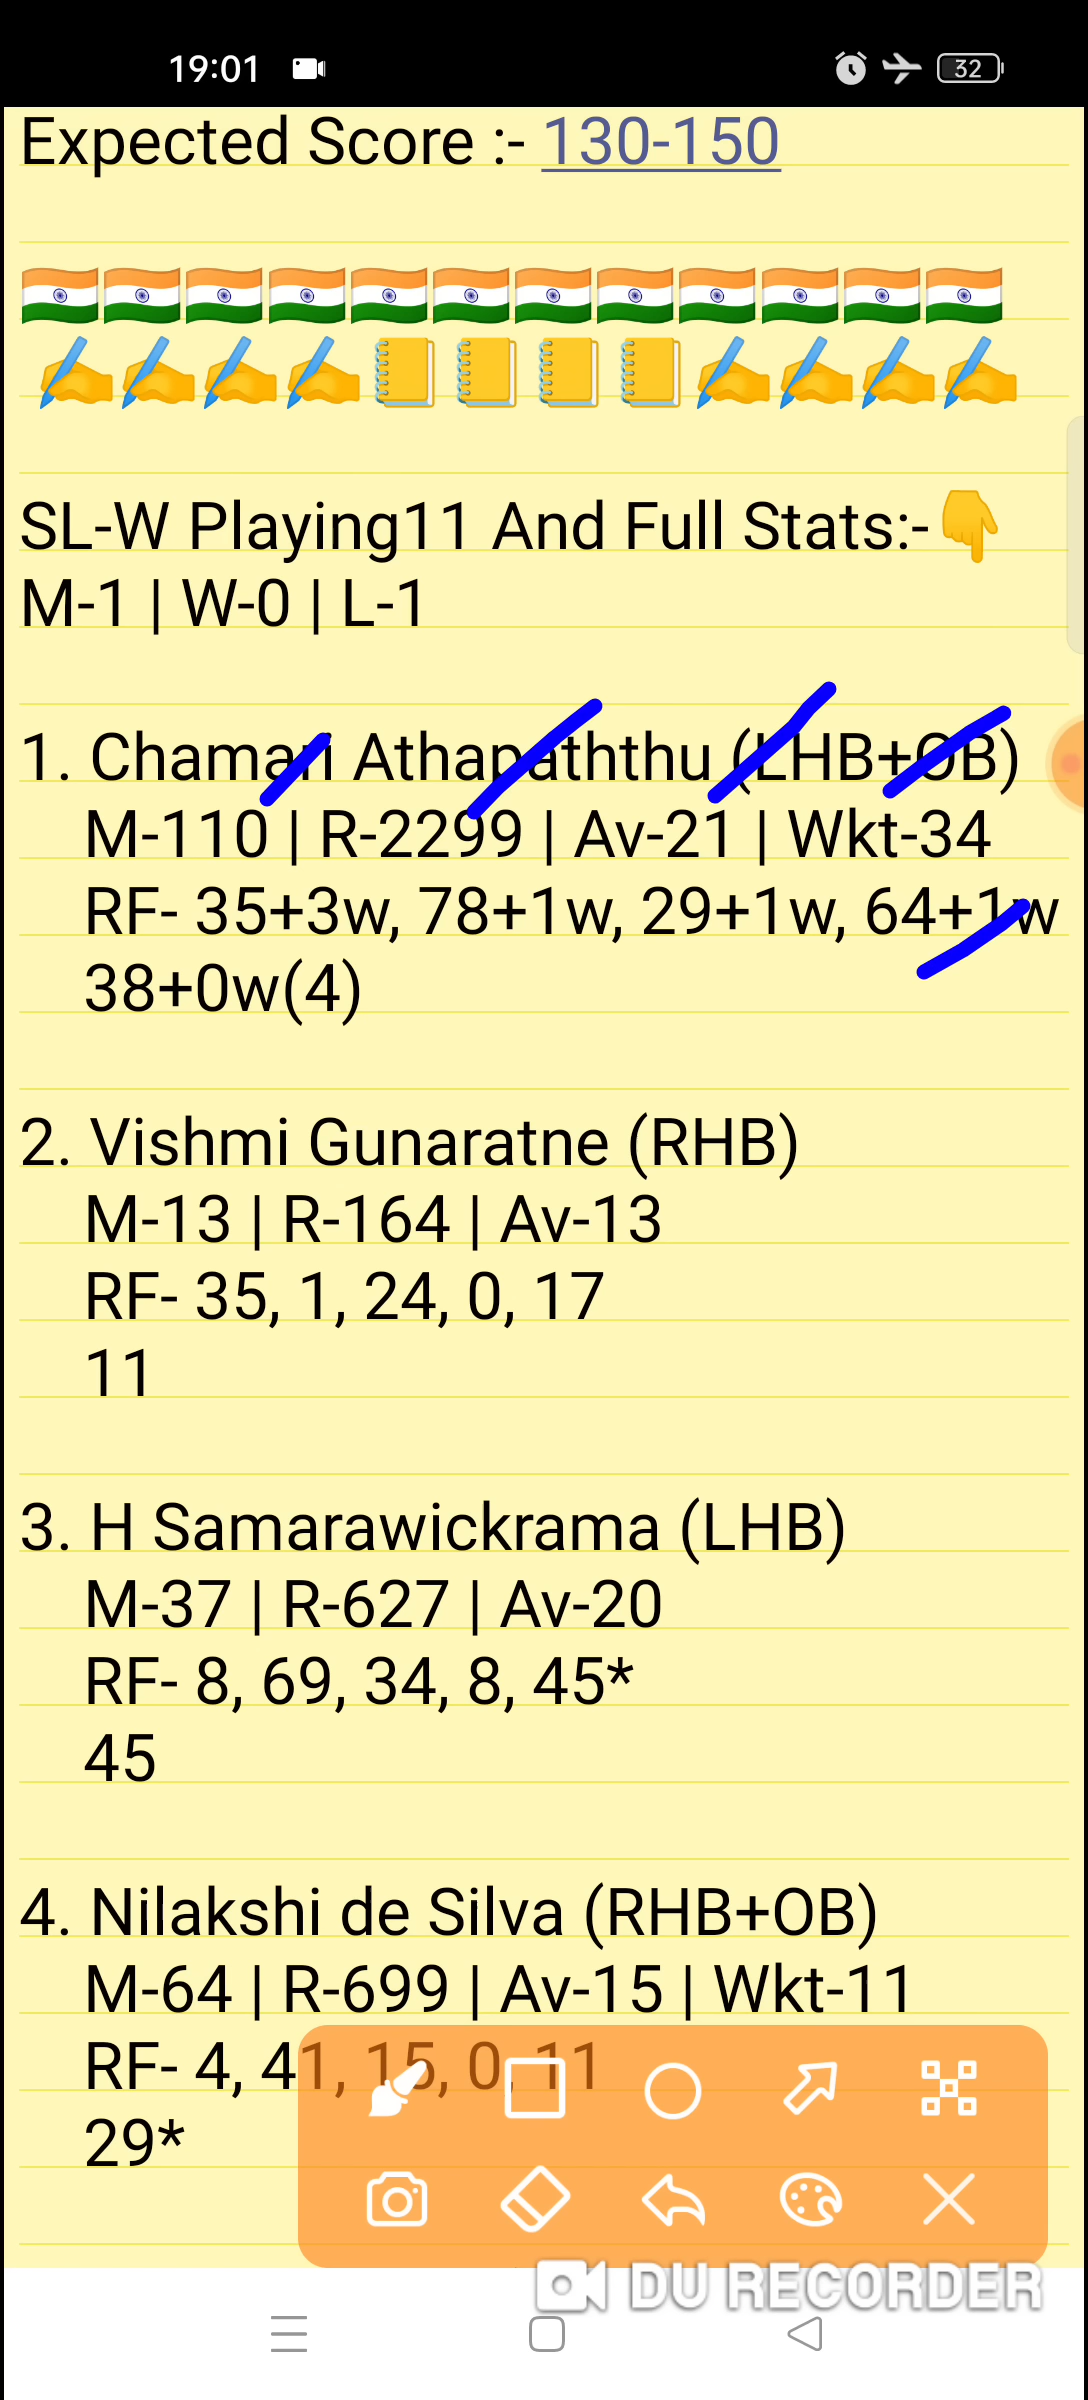 19:01
32
Expected Score :- 130-150
SL-W Playing11 And Full Stats:-
M-1 | W-0 | L-1
1. Chamari Athapaththu (LHB+OB)
M-110 | R-2299 | Av-21 | Wkt-34
RF- 35+3w, 78+1w, 29+1w, 64+1w
38+0w(4)
2. Vishmi Gunaratne (RHB)
M-13 | R-164 | Av-13
RF- 35, 1, 24, 0, 17
11
3. H Samarawickrama (LHB)
M-37 | R-627 | Av-20
RF- 8, 69, 34, 8, 45*
45
4. Nilakshi de Silva (RHB+OB)
M-64 | R-699 | Av-15 | Wkt-11
RF- 4, 41, 15, 0, 11
29*
DU RECORDER